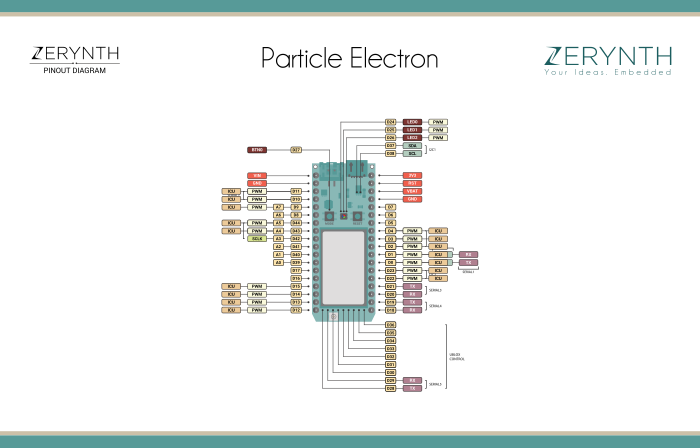 ZERYNTH
PINOUT DIAGRAM
Particle Electron
ZERYNTH
Your Ideas. Embedded
D24 LED0 PWM
D25 LED1 PWM
D26 LED2 PWM
D37 SDA
D38 SCL
BTN0 D27
VIN
GND
ICU PWM D11
ICU PWM D10
ICU PWM A7 D9
A6 D8
ICU PWM A5 D44
ICU PWM A4 D43
SCLK A3 D42
A2 D41
A1 D40
A0 D39
D17
D16
ICU PWM D15
ICU PWM D14
ICU PWM D13
ICU PWM D12
3V3
RST
VBAT
GND
D7
D6
D5
D4 PWM ICU
D3 PWM ICU
D2 PWM ICU
D1 PWM ICU RX
D0 PWM ICU TX
SERIAL1
D23 PWM ICU
D22 PWM ICU
D21 TX
D20 RX
D19 TX
D18 RX
D36
D35
D34
D33
D32
D31
D30
D29 RX
D28 TX
UBLOX
CONTROL